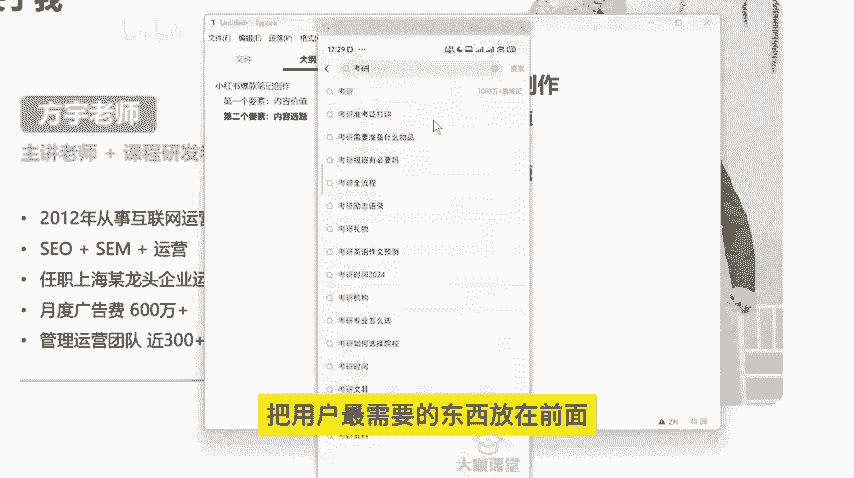 关于我
Untitled - Typora
文件(F) 编辑(E) 段落(P) 格式(
文件
大纲
小红书爆款笔记创作
第一个要素：内容价值
第二个要素：内容选题
创作
17:29
考研
搜索
考研
1068万+篇笔记
考研准考证打印
考研需要准备什么物品
考研报班有必要吗
考研全流程
考研励志语录
考研礼物
考研英语作文预测
考研时间2024
考研机构
考研专业怎么选
考研如何选择院校
考研时间
考研文具
方宇老师
主讲老师 + 课程研发老
• 2012年从事互联网运营
• SEO + SEM + 运营
• 任职上海某龙头企业运
• 月度广告费 600万+
• 管理运营团队 近300+
把用户最需要的东西放在前面
ZH
43 词
大咖课堂